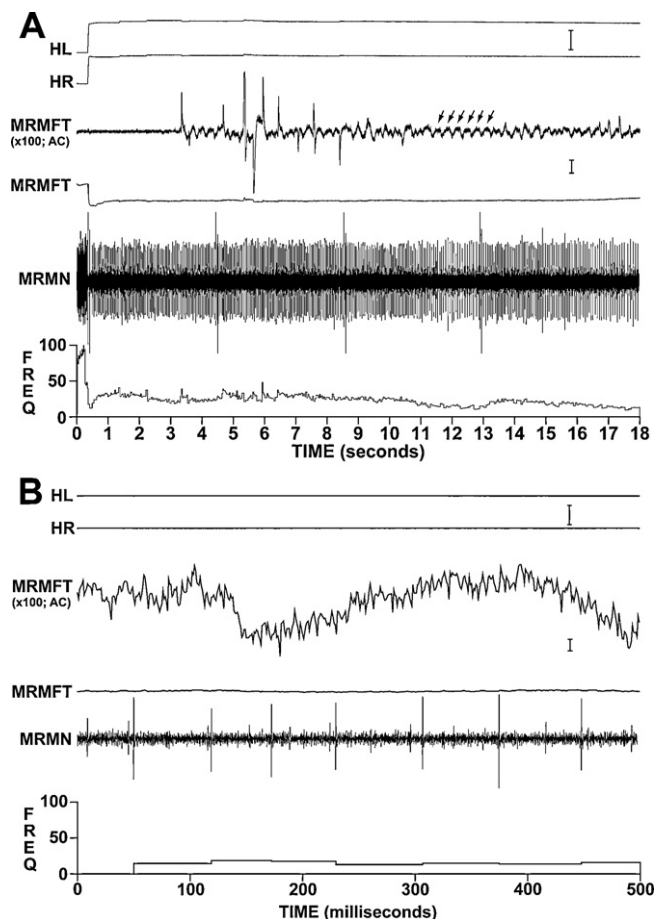 A
HL
HR
MRMFT
(x100; AC)
MRMFT
MRMN
FREQ
100
50
0
0 1 2 3 4 5 6 7 8 9 10 11 12 13 14 15 16 17 18
TIME (seconds)
B
HL
HR
MRMFT
(x100; AC)
MRMFT
MRMN
FREQ
100
50
0
0 100 200 300 400 500
TIME (milliseconds)